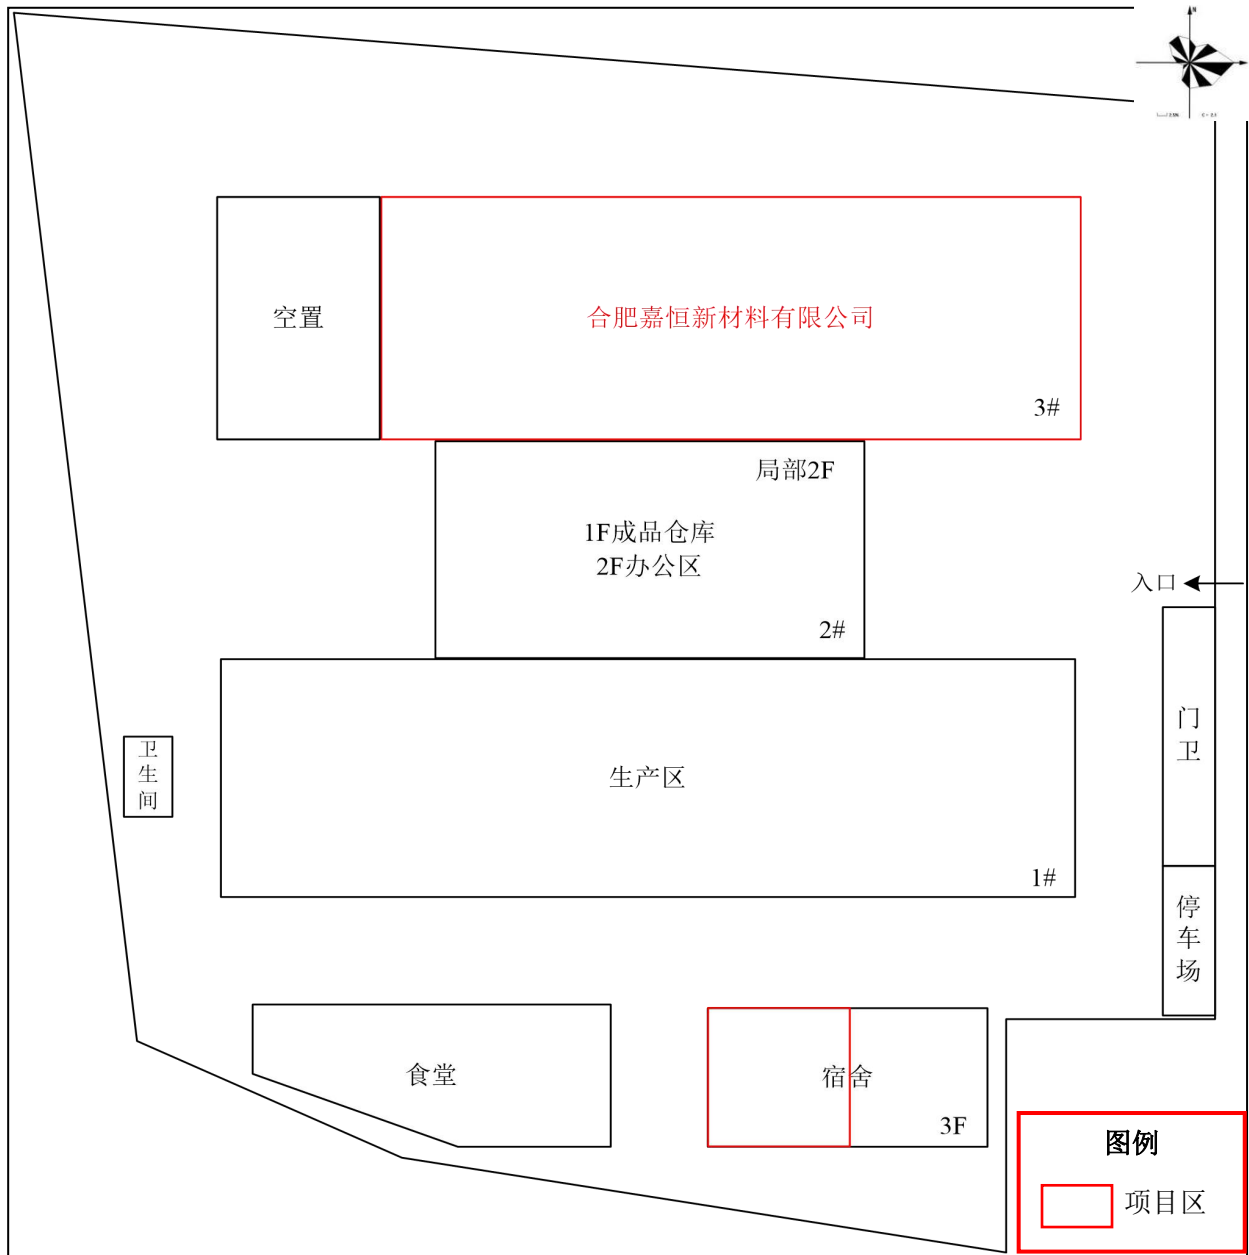 N
空置
合肥嘉恒新材料有限公司
3#
局部2F
1F成品仓库
2F办公区
2#
入口
门卫
卫生间
生产区
1#
停车场
食堂
宿舍
3F
图例
项目区